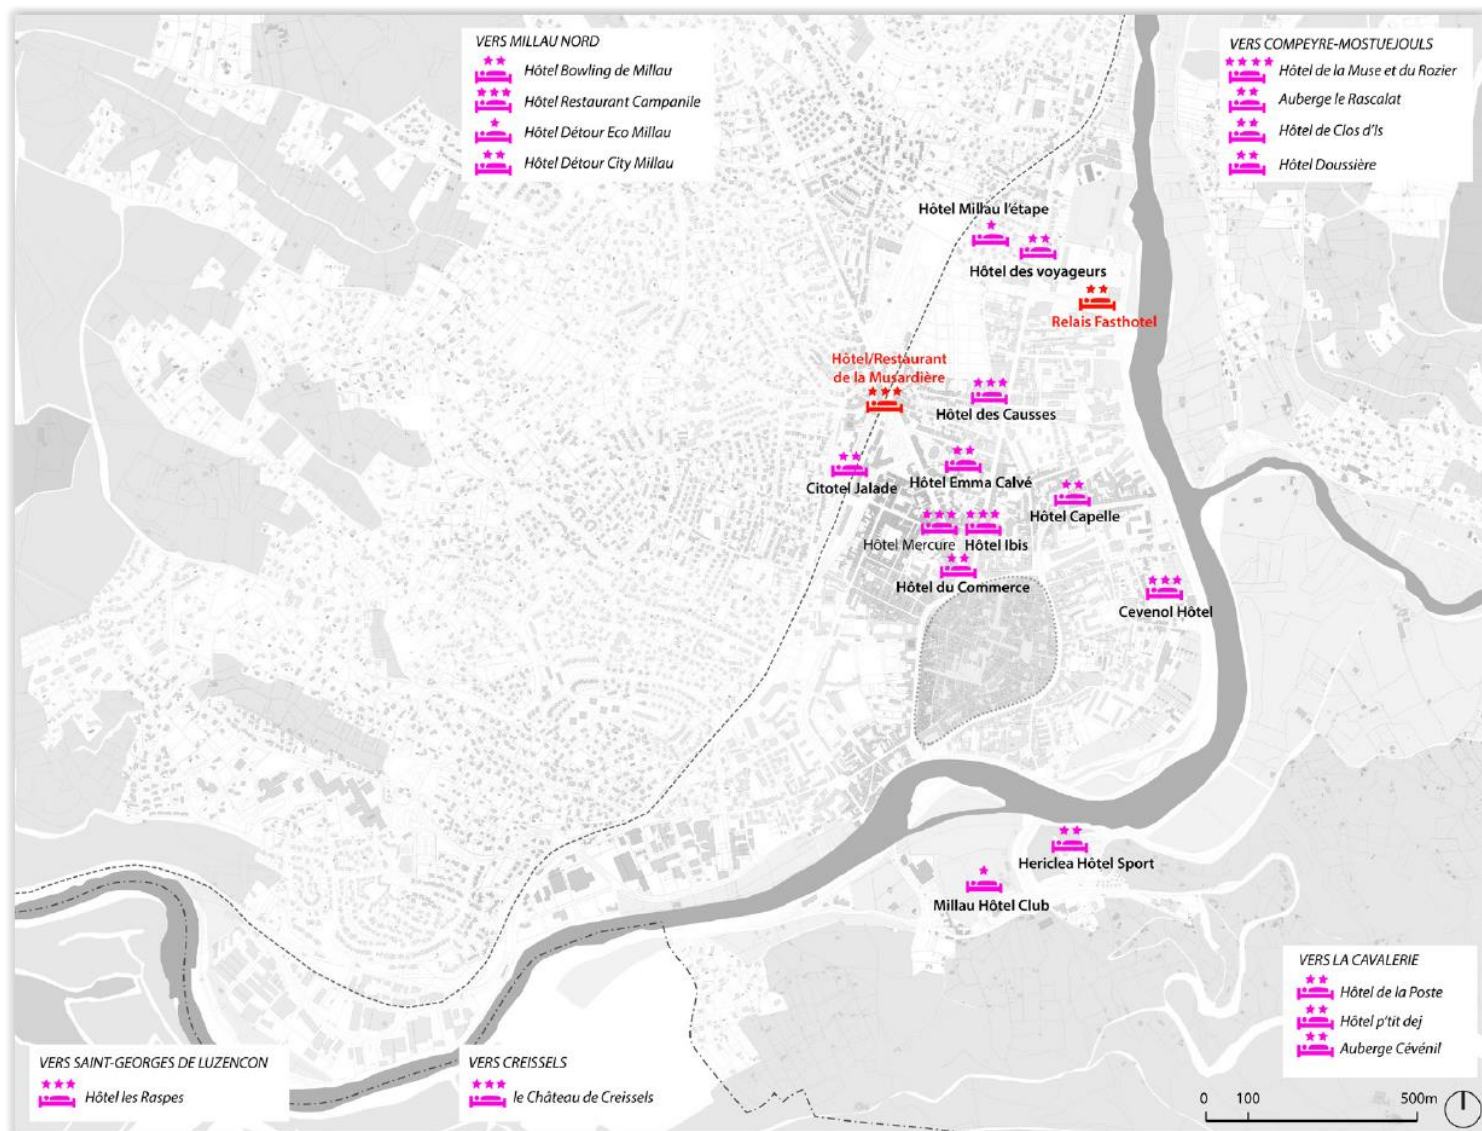 VERS MILLAU NORD
Hôtel Bowling de Millau
Hôtel Restaurant Campanile
Hôtel Détour Eco Millau
Hôtel Détour City Millau
VERS COMPEYRE-MOSTUEJOULS
Hôtel de la Muse et du Rozier
Auberge le Rascalat
Hôtel de Clos d'Is
Hôtel Doussière
Hôtel Millau l'étape
Hôtel des voyageurs
Relais Fasthotel
Hôtel/Restaurant
de la Musardière
Hôtel des Causses
Citotel Jalade
Hôtel Emma Calvé
Hôtel Capelle
Hôtel Mercure
Hôtel Ibis
Hôtel du Commerce
Cevenol Hôtel
Hericlea Hôtel Sport
Millau Hôtel Club
VERS LA CAVALERIE
Hôtel de la Poste
Hôtel p'tit dej
Auberge Cévénil
VERS SAINT-GEORGES DE LUZENCON
Hôtel les Raspes
VERS CREISSELS
le Château de Creissels
0 100 500m